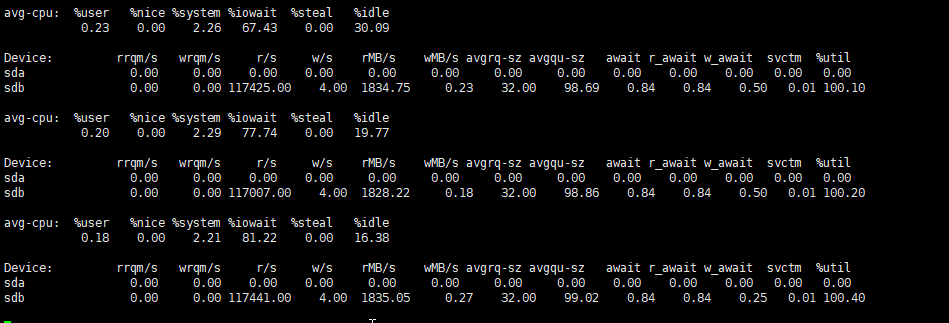 avg-cpu: %user %nice %system %iowait %steal %idle
0.23 0.00 2.26 67.43 0.00 30.09
Device: rrqm/s wrqm/s r/s w/s rMB/s wMB/s avgrq-sz avgqu-sz await r_await w_await svctm %util
sda 0.00 0.00 0.00 0.00 0.00 0.00 0.00 0.00 0.00 0.00 0.00 0.00 0.00
sdb 0.00 0.00 117425.00 4.00 1834.75 0.23 32.00 98.69 0.84 0.84 0.50 0.01 100.10
avg-cpu: %user %nice %system %iowait %steal %idle
0.20 0.00 2.29 77.74 0.00 19.77
Device: rrqm/s wrqm/s r/s w/s rMB/s wMB/s avgrq-sz avgqu-sz await r_await w_await svctm %util
sda 0.00 0.00 0.00 0.00 0.00 0.00 0.00 0.00 0.00 0.00 0.00 0.00 0.00
sdb 0.00 0.00 117007.00 4.00 1828.22 0.18 32.00 98.86 0.84 0.84 0.50 0.01 100.20
avg-cpu: %user %nice %system %iowait %steal %idle
0.18 0.00 2.21 81.22 0.00 16.38
Device: rrqm/s wrqm/s r/s w/s rMB/s wMB/s avgrq-sz avgqu-sz await r_await w_await svctm %util
sda 0.00 0.00 0.00 0.00 0.00 0.00 0.00 0.00 0.00 0.00 0.00 0.00 0.00
sdb 0.00 0.00 117441.00 4.00 1835.05 0.27 32.00 99.02 0.84 0.84 0.25 0.01 100.40